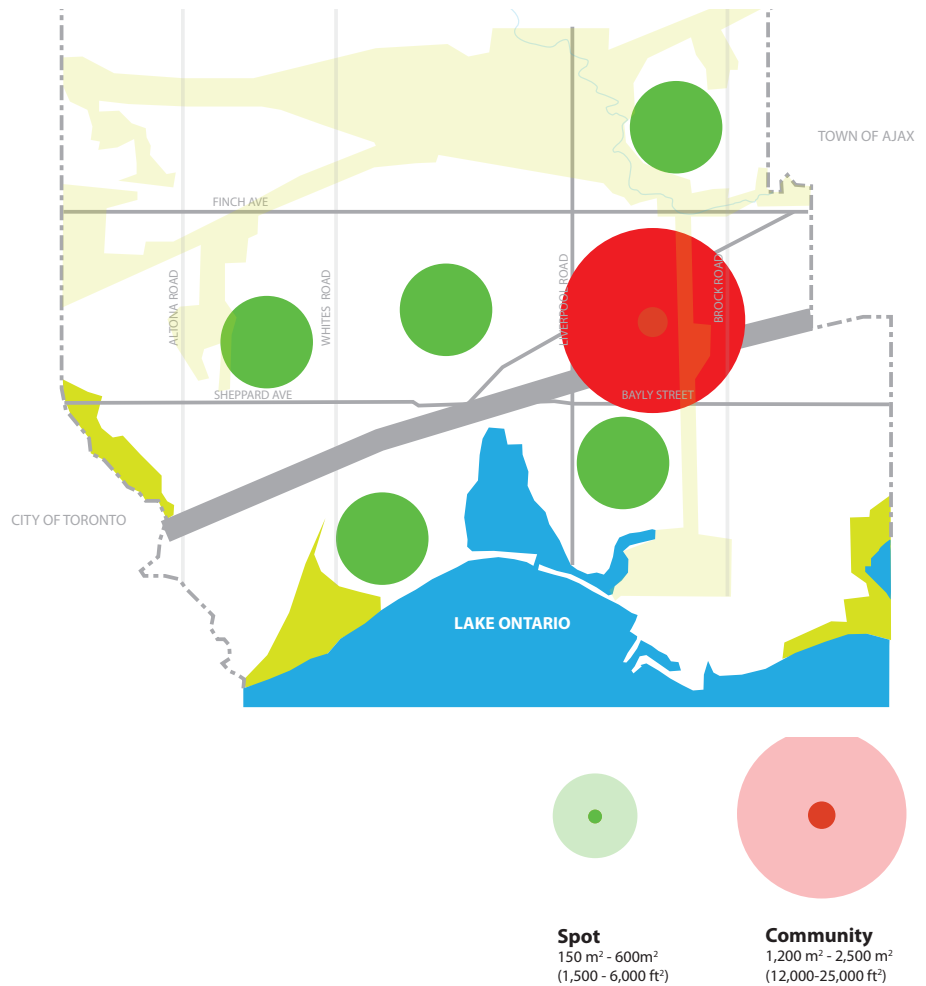 TOWN OF AJAX
FINCH AVE
ALTONA ROAD
WHITES ROAD
LIVERPOOL ROAD
BROCK ROAD
SHEPPARD AVE
BAYLY STREET
CITY OF TORONTO
LAKE ONTARIO
Spot
150 m² - 600m²
(1,500 - 6,000 ft²)
Community
1,200 m² - 2,500 m²
(12,000-25,000 ft²)